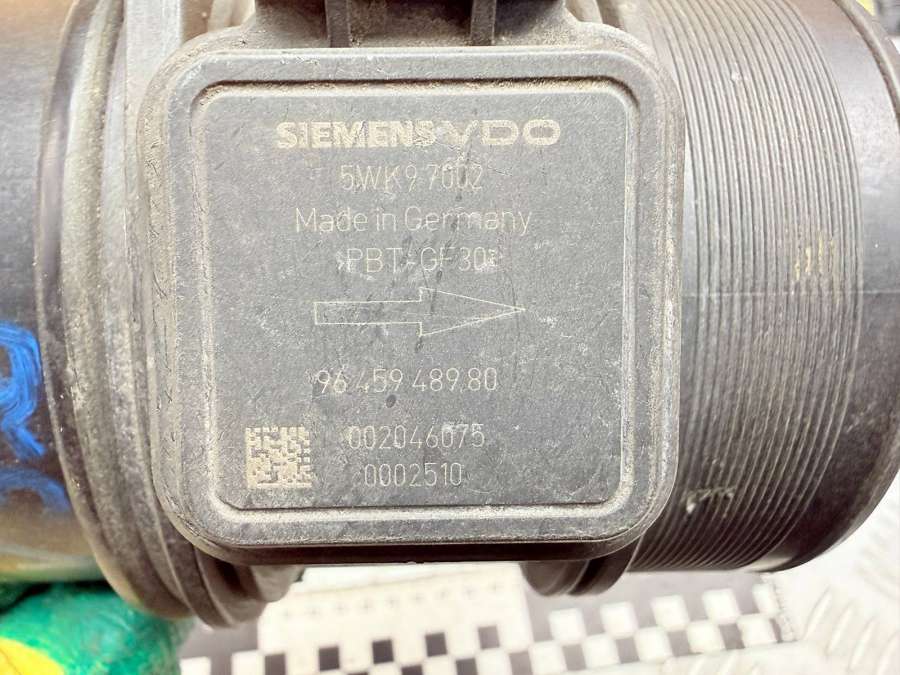 SIEMENS VDO
5WK9 7002
Made in Germany
>PBT-GF30<
96 459 489 80
002046075
0002510